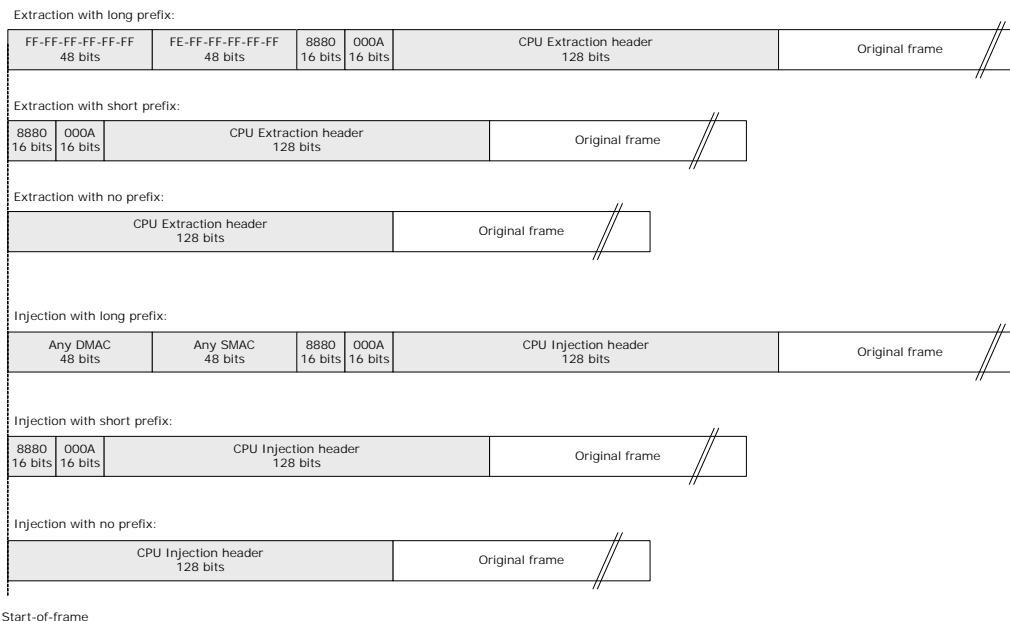 Extraction with long prefix:
FF-FF-FF-FF-FF-FF
48 bits
FE-FF-FF-FF-FF-FF
48 bits
8880
16 bits
000A
16 bits
CPU Extraction header
128 bits
Original frame
Extraction with short prefix:
8880
16 bits
000A
16 bits
CPU Extraction header
128 bits
Original frame
Extraction with no prefix:
CPU Extraction header
128 bits
Original frame
Injection with long prefix:
Any DMAC
48 bits
Any SMAC
48 bits
8880
16 bits
000A
16 bits
CPU Injection header
128 bits
Original frame
Injection with short prefix:
8880
16 bits
000A
16 bits
CPU Injection header
128 bits
Original frame
Injection with no prefix:
CPU Injection header
128 bits
Original frame
Start-of-frame